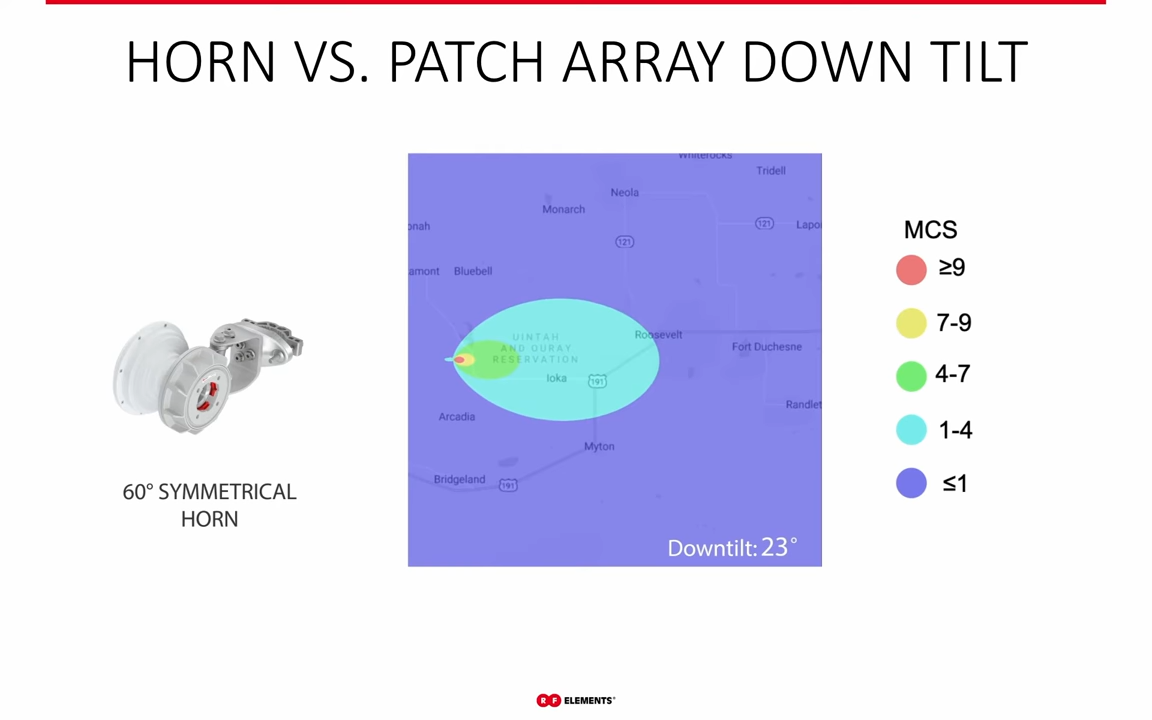 HORN VS. PATCH ARRAY DOWN TILT
Whiterocks
Tridell
Neola
Monarch
121
Lapo
onah
121
amont
Bluebell
UINTAH
AND OURAY
RESERVATION
Roosevelt
Fort Duchesne
Ioka
191
Arcadia
Randlet
Myton
Bridgeland
191
Downtilt: 23°
MCS
≥9
7-9
4-7
1-4
≤1
60° SYMMETRICAL
HORN
RF ELEMENTS®